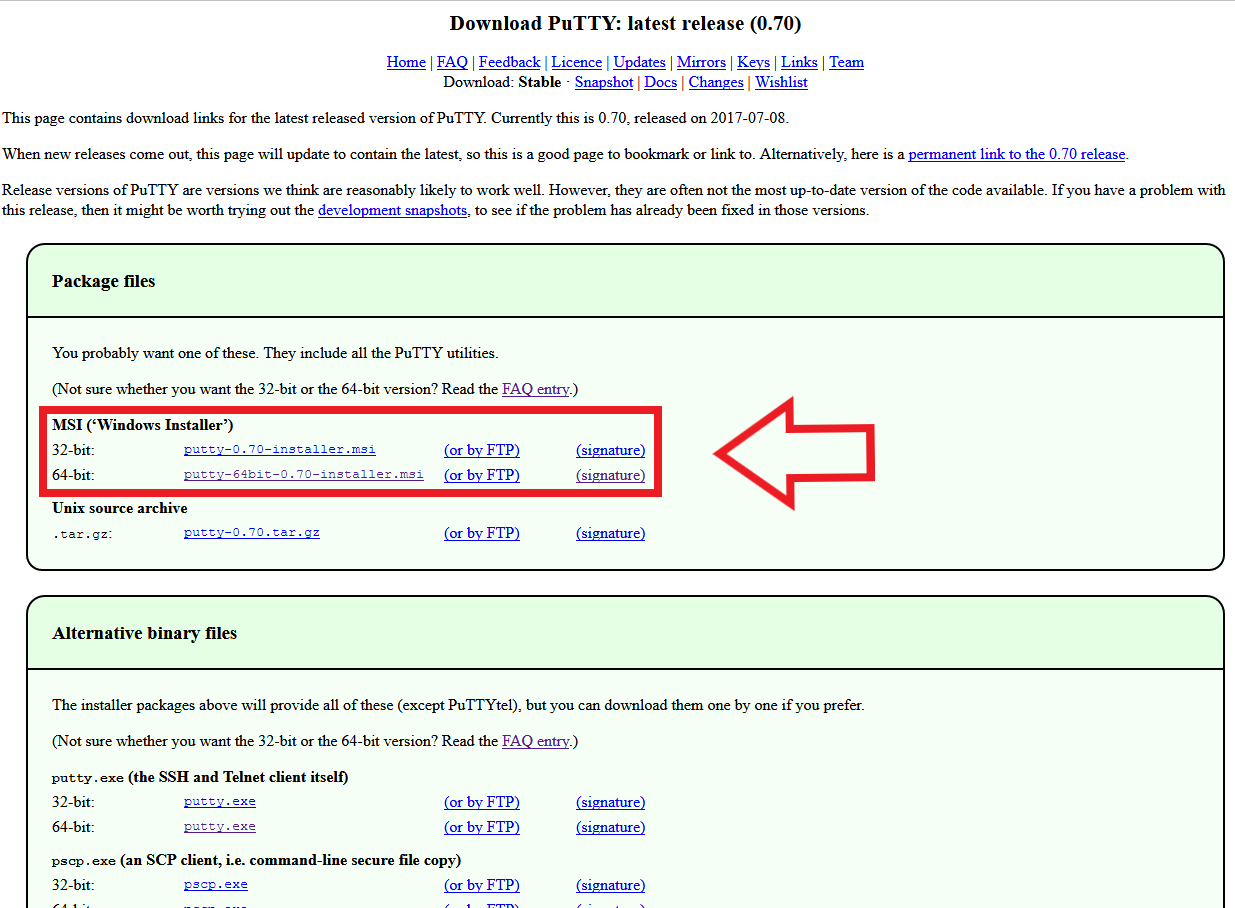 Download PuTTY: latest release (0.70)
Home | FAQ | Feedback | Licence | Updates | Mirrors | Keys | Links | Team
Download: Stable · Snapshot | Docs | Changes | Wishlist
This page contains download links for the latest released version of PuTTY. Currently this is 0.70, released on 2017-07-08.
When new releases come out, this page will update to contain the latest, so this is a good page to bookmark or link to. Alternatively, here is a permanent link to the 0.70 release.
Release versions of PuTTY are versions we think are reasonably likely to work well. However, they are often not the most up-to-date version of the code available. If you have a problem with
this release, then it might be worth trying out the development snapshots, to see if the problem has already been fixed in those versions.
Package files
You probably want one of these. They include all the PuTTY utilities.
(Not sure whether you want the 32-bit or the 64-bit version? Read the FAQ entry.)
MSI (‘Windows Installer’)
32-bit: putty-0.70-installer.msi (or by FTP) (signature)
64-bit: putty-64bit-0.70-installer.msi (or by FTP) (signature)
Unix source archive
.tar.gz: putty-0.70.tar.gz (or by FTP) (signature)
Alternative binary files
The installer packages above will provide all of these (except PuTTYtel), but you can download them one by one if you prefer.
(Not sure whether you want the 32-bit or the 64-bit version? Read the FAQ entry.)
putty.exe (the SSH and Telnet client itself)
32-bit: putty.exe (or by FTP) (signature)
64-bit: putty.exe (or by FTP) (signature)
pscp.exe (an SCP client, i.e. command-line secure file copy)
32-bit: pscp.exe (or by FTP) (signature)